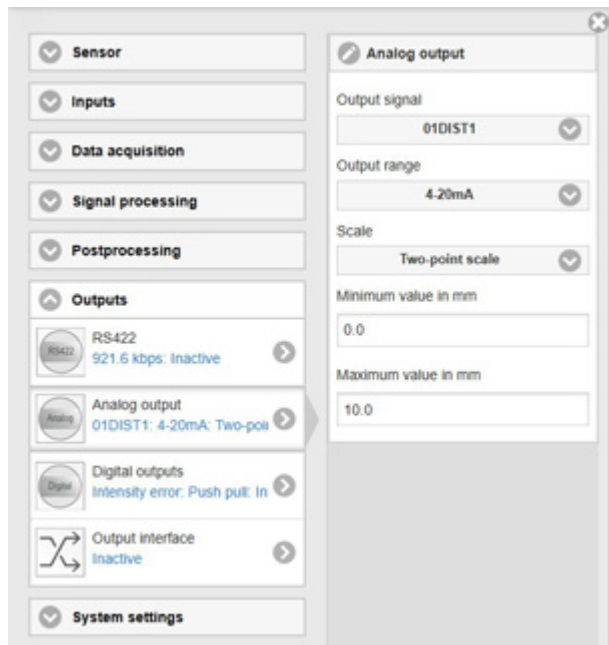 Sensor
Inputs
Data acquisition
Signal processing
Postprocessing
Outputs
RS422
RS422
921.6 kbps: Inactive
Analog
Analog output
01DIST1: 4-20mA: Two-poi
Digital
Digital outputs
Intensity error: Push pull: In
Output interface
Inactive
System settings
Analog output
Output signal
01DIST1
Output range
4-20mA
Scale
Two-point scale
Minimum value in mm
0.0
Maximum value in mm
10.0